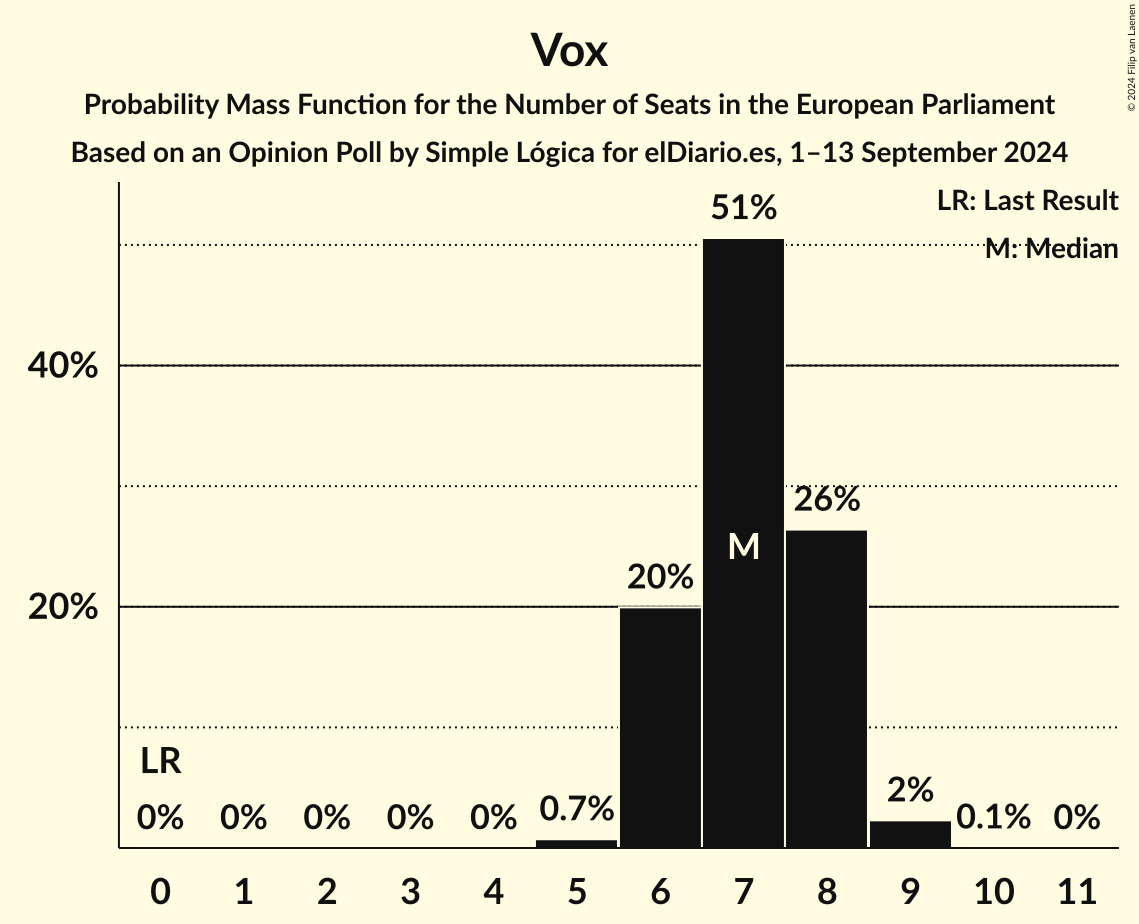 © 2024 Filip van Laenen
Vox
Probability Mass Function for the Number of Seats in the European Parliament
Based on an Opinion Poll by Simple Lógica for elDiario.es, 1–13 September 2024
LR: Last Result
M: Median
51%
40%
26%
M
20%
20%
LR
0% 0% 0% 0% 0% 0.7% 2% 0.1% 0%
0 1 2 3 4 5 6 7 8 9 10 11